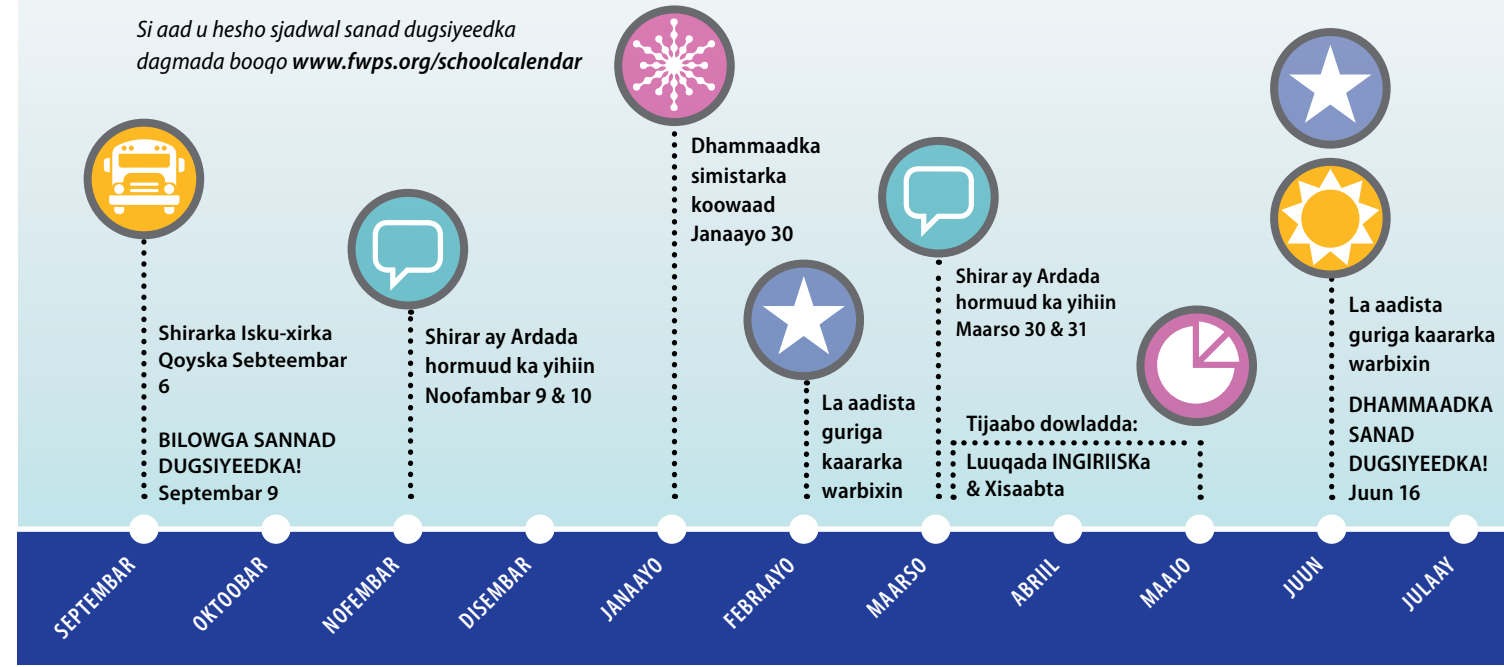 Si aad u hesho sjadwal sanad dugsiyeedka
dagmada booqo www.fwps.org/schoolcalendar
Shirarka Isku-xirka
Qoyska Sebteembar
6
BILOWGA SANNAD
DUGSIYEEDKA!
Septembar 9
Shirar ay Ardada
hormuud ka yihiin
Noofambar 9 & 10
Dhammaadka
simistarka
koowaad
Janaayo 30
La aadista
guriga
kaararka
warbixin
Shirar ay Ardada
hormuud ka yihiin
Maarso 30 & 31
Tijaabo dowladda:
Luuqada INGIRIISKa
& Xisaabta
La aadista
guriga kaararka
warbixin
DHAMMAADKA
SANAD
DUGSIYEEDKA!
Juun 16
SEPTEMBAR
OKTOOBAR
NOFEMBAR
DISEMBAR
JANAAYO
FEBRAAYO
MAARSO
ABRIIL
MAAJO
JUUN
JULAAY